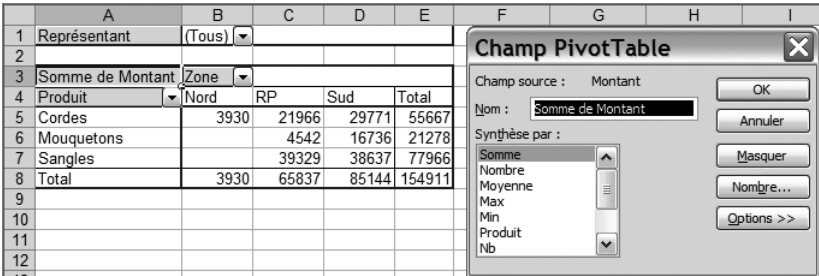 A B C D E F G H I
1 Représentant (Tous)
2
3 Somme de Montant Zone
4 Produit Nord RP Sud Total
5 Cordes 3930 21966 29771 55667
6 Mouquetons 4542 16736 21278
7 Sangles 39329 38637 77966
8 Total 3930 65837 85144 154911
9
10
11
12
Champ PivotTable
Champ source : Montant
Nom : Somme de Montant
Synthèse par :
Somme
Nombre
Moyenne
Max
Min
Produit
Nb
OK
Annuler
Masquer
Nombre...
Options >>